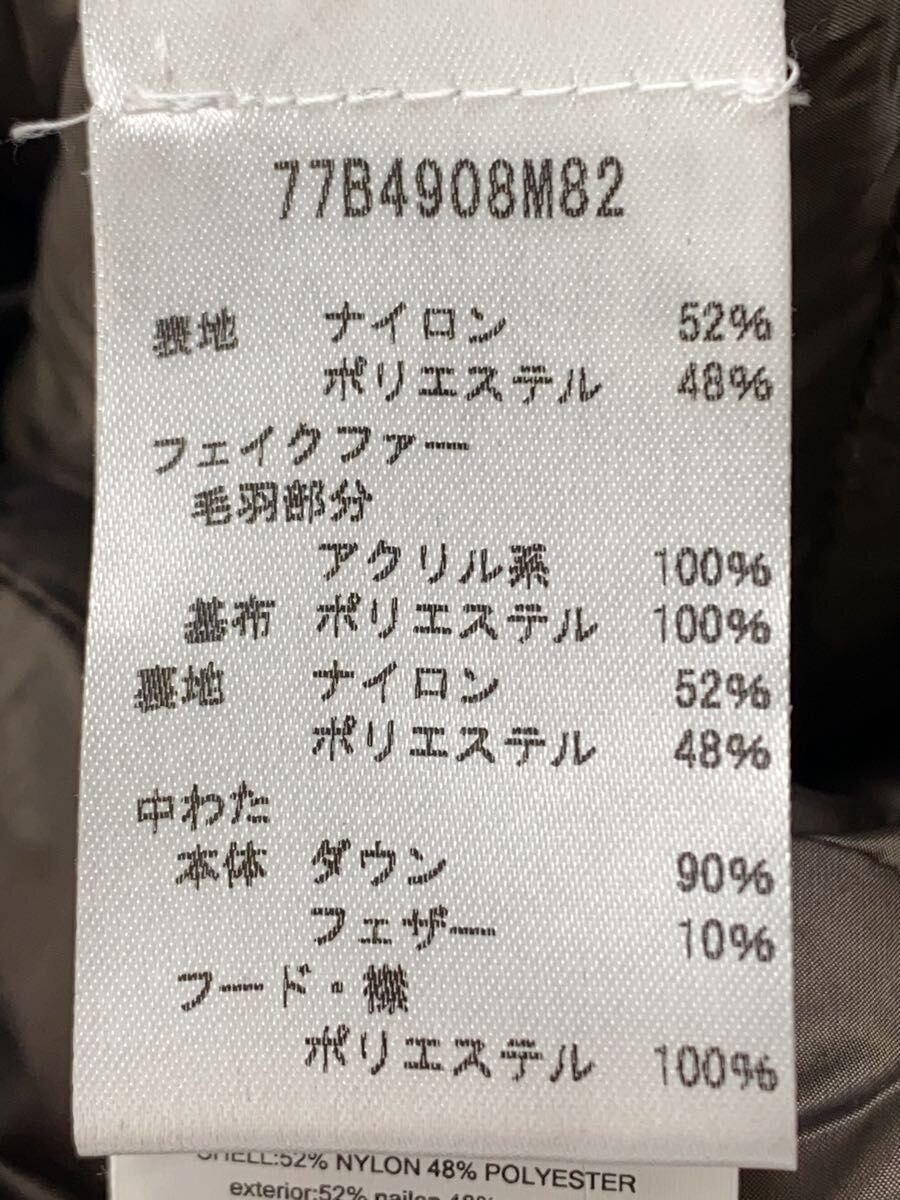 77B4908M82
表地 ナイロン 52%
ポリエステル 48%
フェイクファー
毛羽部分
アクリル系 100%
基布 ポリエステル 100%
裏地 ナイロン 52%
ポリエステル 48%
中わた
本体 ダウン 90%
フェザー 10%
フード・襟
ポリエステル 100%
SHELL:52% NYLON 48% POLYESTER
exterior:52%